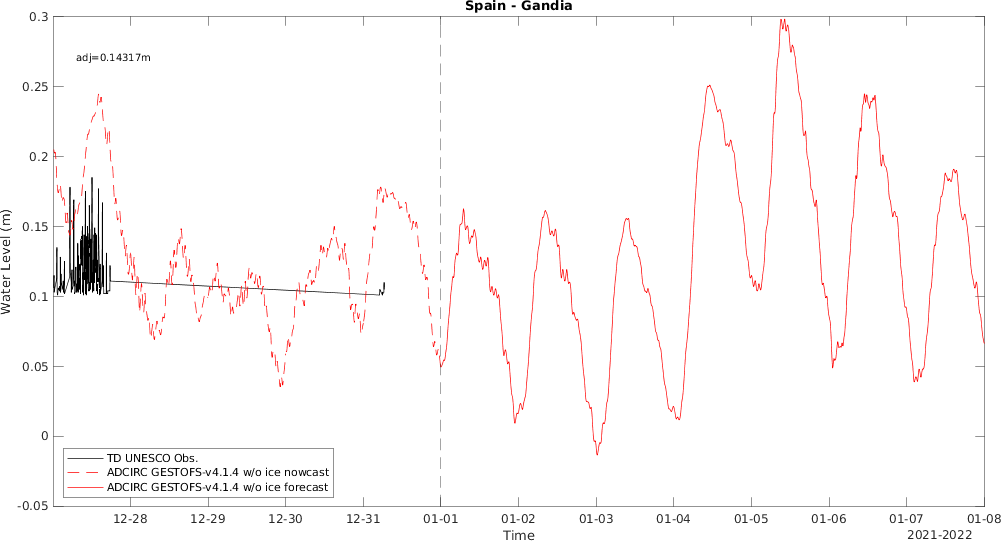 Spain - Gandia
adj=0.14317m
Water Level (m)
0.3
0.25
0.2
0.15
0.1
0.05
0
-0.05
TD UNESCO Obs.
ADCIRC GESTOFS-v4.1.4 w/o ice nowcast
ADCIRC GESTOFS-v4.1.4 w/o ice forecast
12-28 12-29 12-30 12-31 01-01 01-02 01-03 01-04 01-05 01-06 01-07 01-08
Time
2021-2022